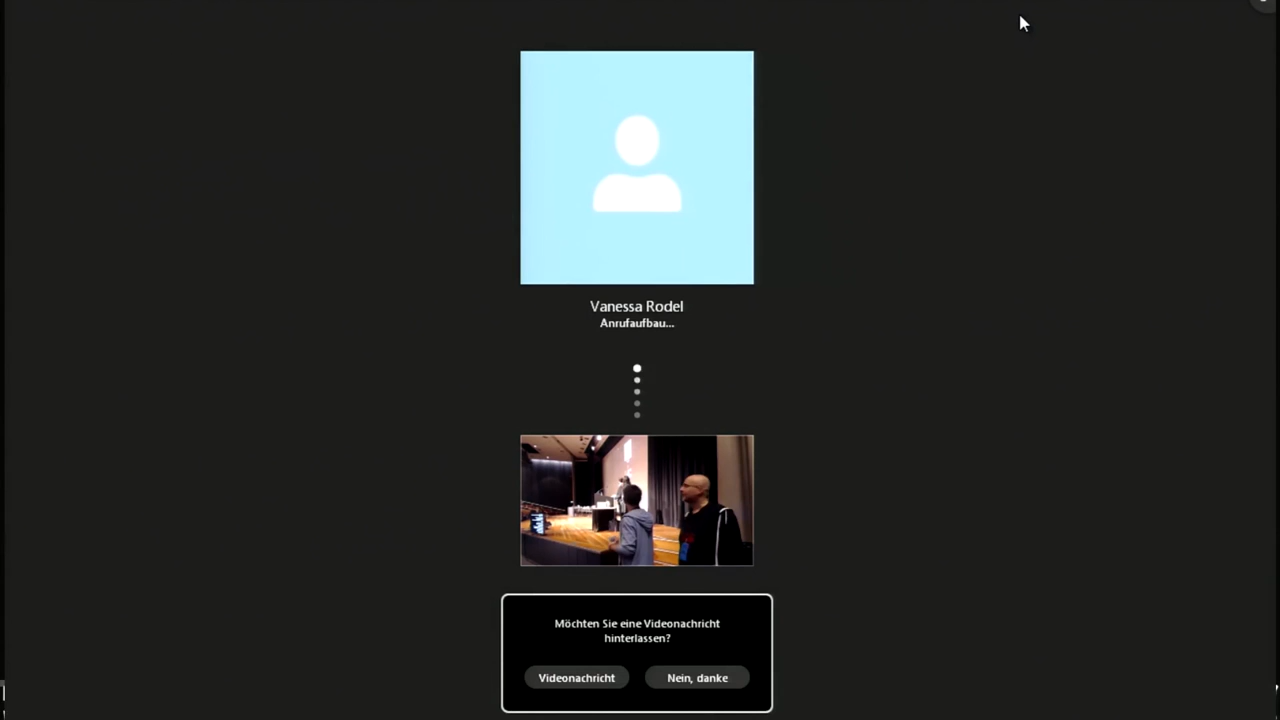 Vanessa Rodel
Anrufaufbau...
Möchten Sie eine Videonachricht
hinterlassen?
Videonachricht
Nein, danke